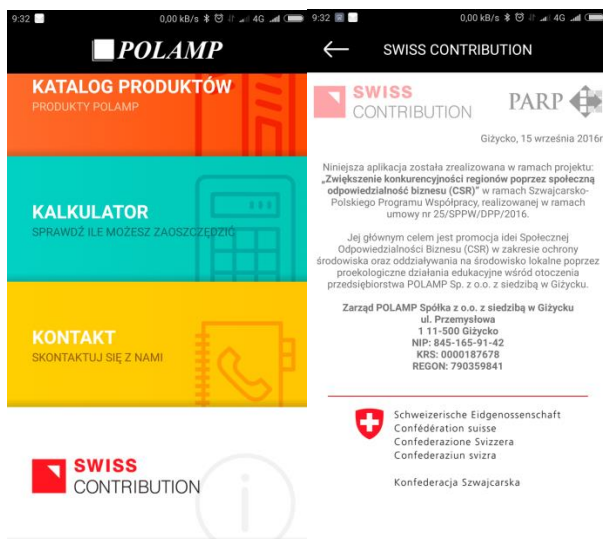 9:32
0,00 kB/s
4G
POLAMP
KATALOG PRODUKTÓW
PRODUKTY POLAMP
KALKULATOR
SPRAWDŹ ILE MOŻESZ ZAOSZCZĘDZIĆ
KONTAKT
SKONTAKTUJ SIĘ Z NAMI
SWISS
CONTRIBUTION
9:32
0,00 kB/s
4G
SWISS CONTRIBUTION
SWISS
CONTRIBUTION
PARP
Giżycko, 15 września 2016r
Niniejsza aplikacja została zrealizowana w ramach projektu:
„Zwiększenie konkurencyjności regionów poprzez społeczną
odpowiedzialność biznesu (CSR)" w ramach Szwajcarsko-
Polskiego Programu Współpracy, realizowanej w ramach
umowy nr 25/SPPW/DPP/2016.
Jej głównym celem jest promocja idei Społecznej
Odpowiedzialności Biznesu (CSR) w zakresie ochrony
środowiska oraz oddziaływania na środowisko lokalne poprzez
proekologiczne działania edukacyjne wśród otoczenia
przedsiębiorstwa POLAMP Sp. z o.o. z siedzibą w Giżycku.
Zarząd POLAMP Spółka z o.o. z siedzibą w Giżycku
ul. Przemysłowa
1 11-500 Giżycko
NIP: 845-165-91-42
KRS: 0000187678
REGON: 790359841
Schweizerische Eidgenossenschaft
Confédération suisse
Confederazione Svizzera
Confederaziun svizra
Konfederacja Szwajcarska